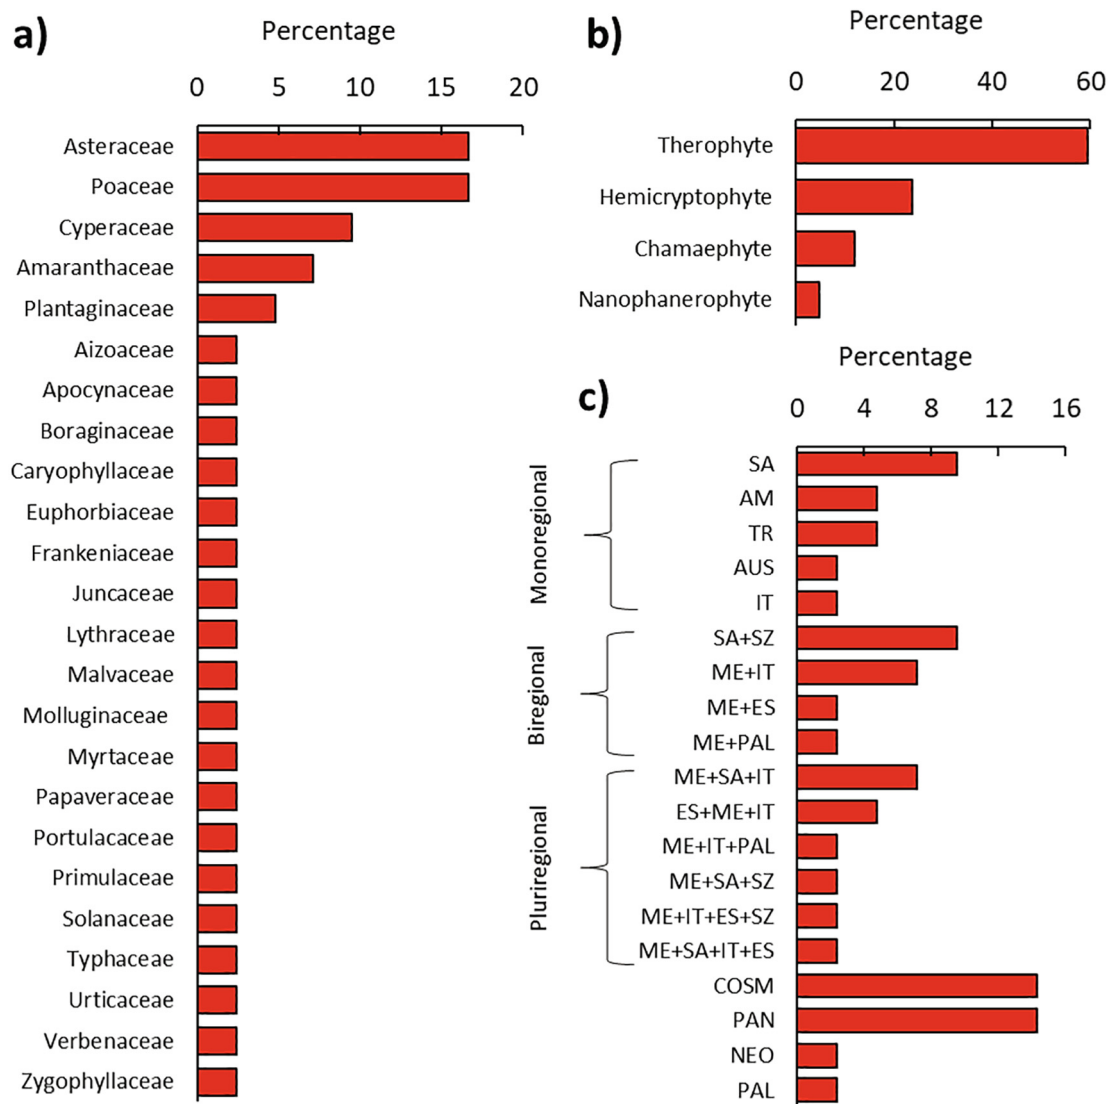 a)
Percentage
0 5 10 15 20
Asteraceae
Poaceae
Cyperaceae
Amaranthaceae
Plantaginaceae
Aizoaceae
Apocynaceae
Boraginaceae
Caryophyllaceae
Euphorbiaceae
Frankeniaceae
Juncaceae
Lythraceae
Malvaceae
Molluginaceae
Myrtaceae
Papaveraceae
Portulacaceae
Primulaceae
Solanaceae
Typhaceae
Urticaceae
Verbenaceae
Zygophyllaceae
b)
Percentage
0 20 40 60
Therophyte
Hemicryptophyte
Chamaephyte
Nanophanerophyte
c)
Percentage
0 4 8 12 16
Monoregional
SA
AM
TR
AUS
IT
Biregional
SA+SZ
ME+IT
ME+ES
ME+PAL
Pluriregional
ME+SA+IT
ES+ME+IT
ME+IT+PAL
ME+SA+SZ
ME+IT+ES+SZ
ME+SA+IT+ES
COSM
PAN
NEO
PAL